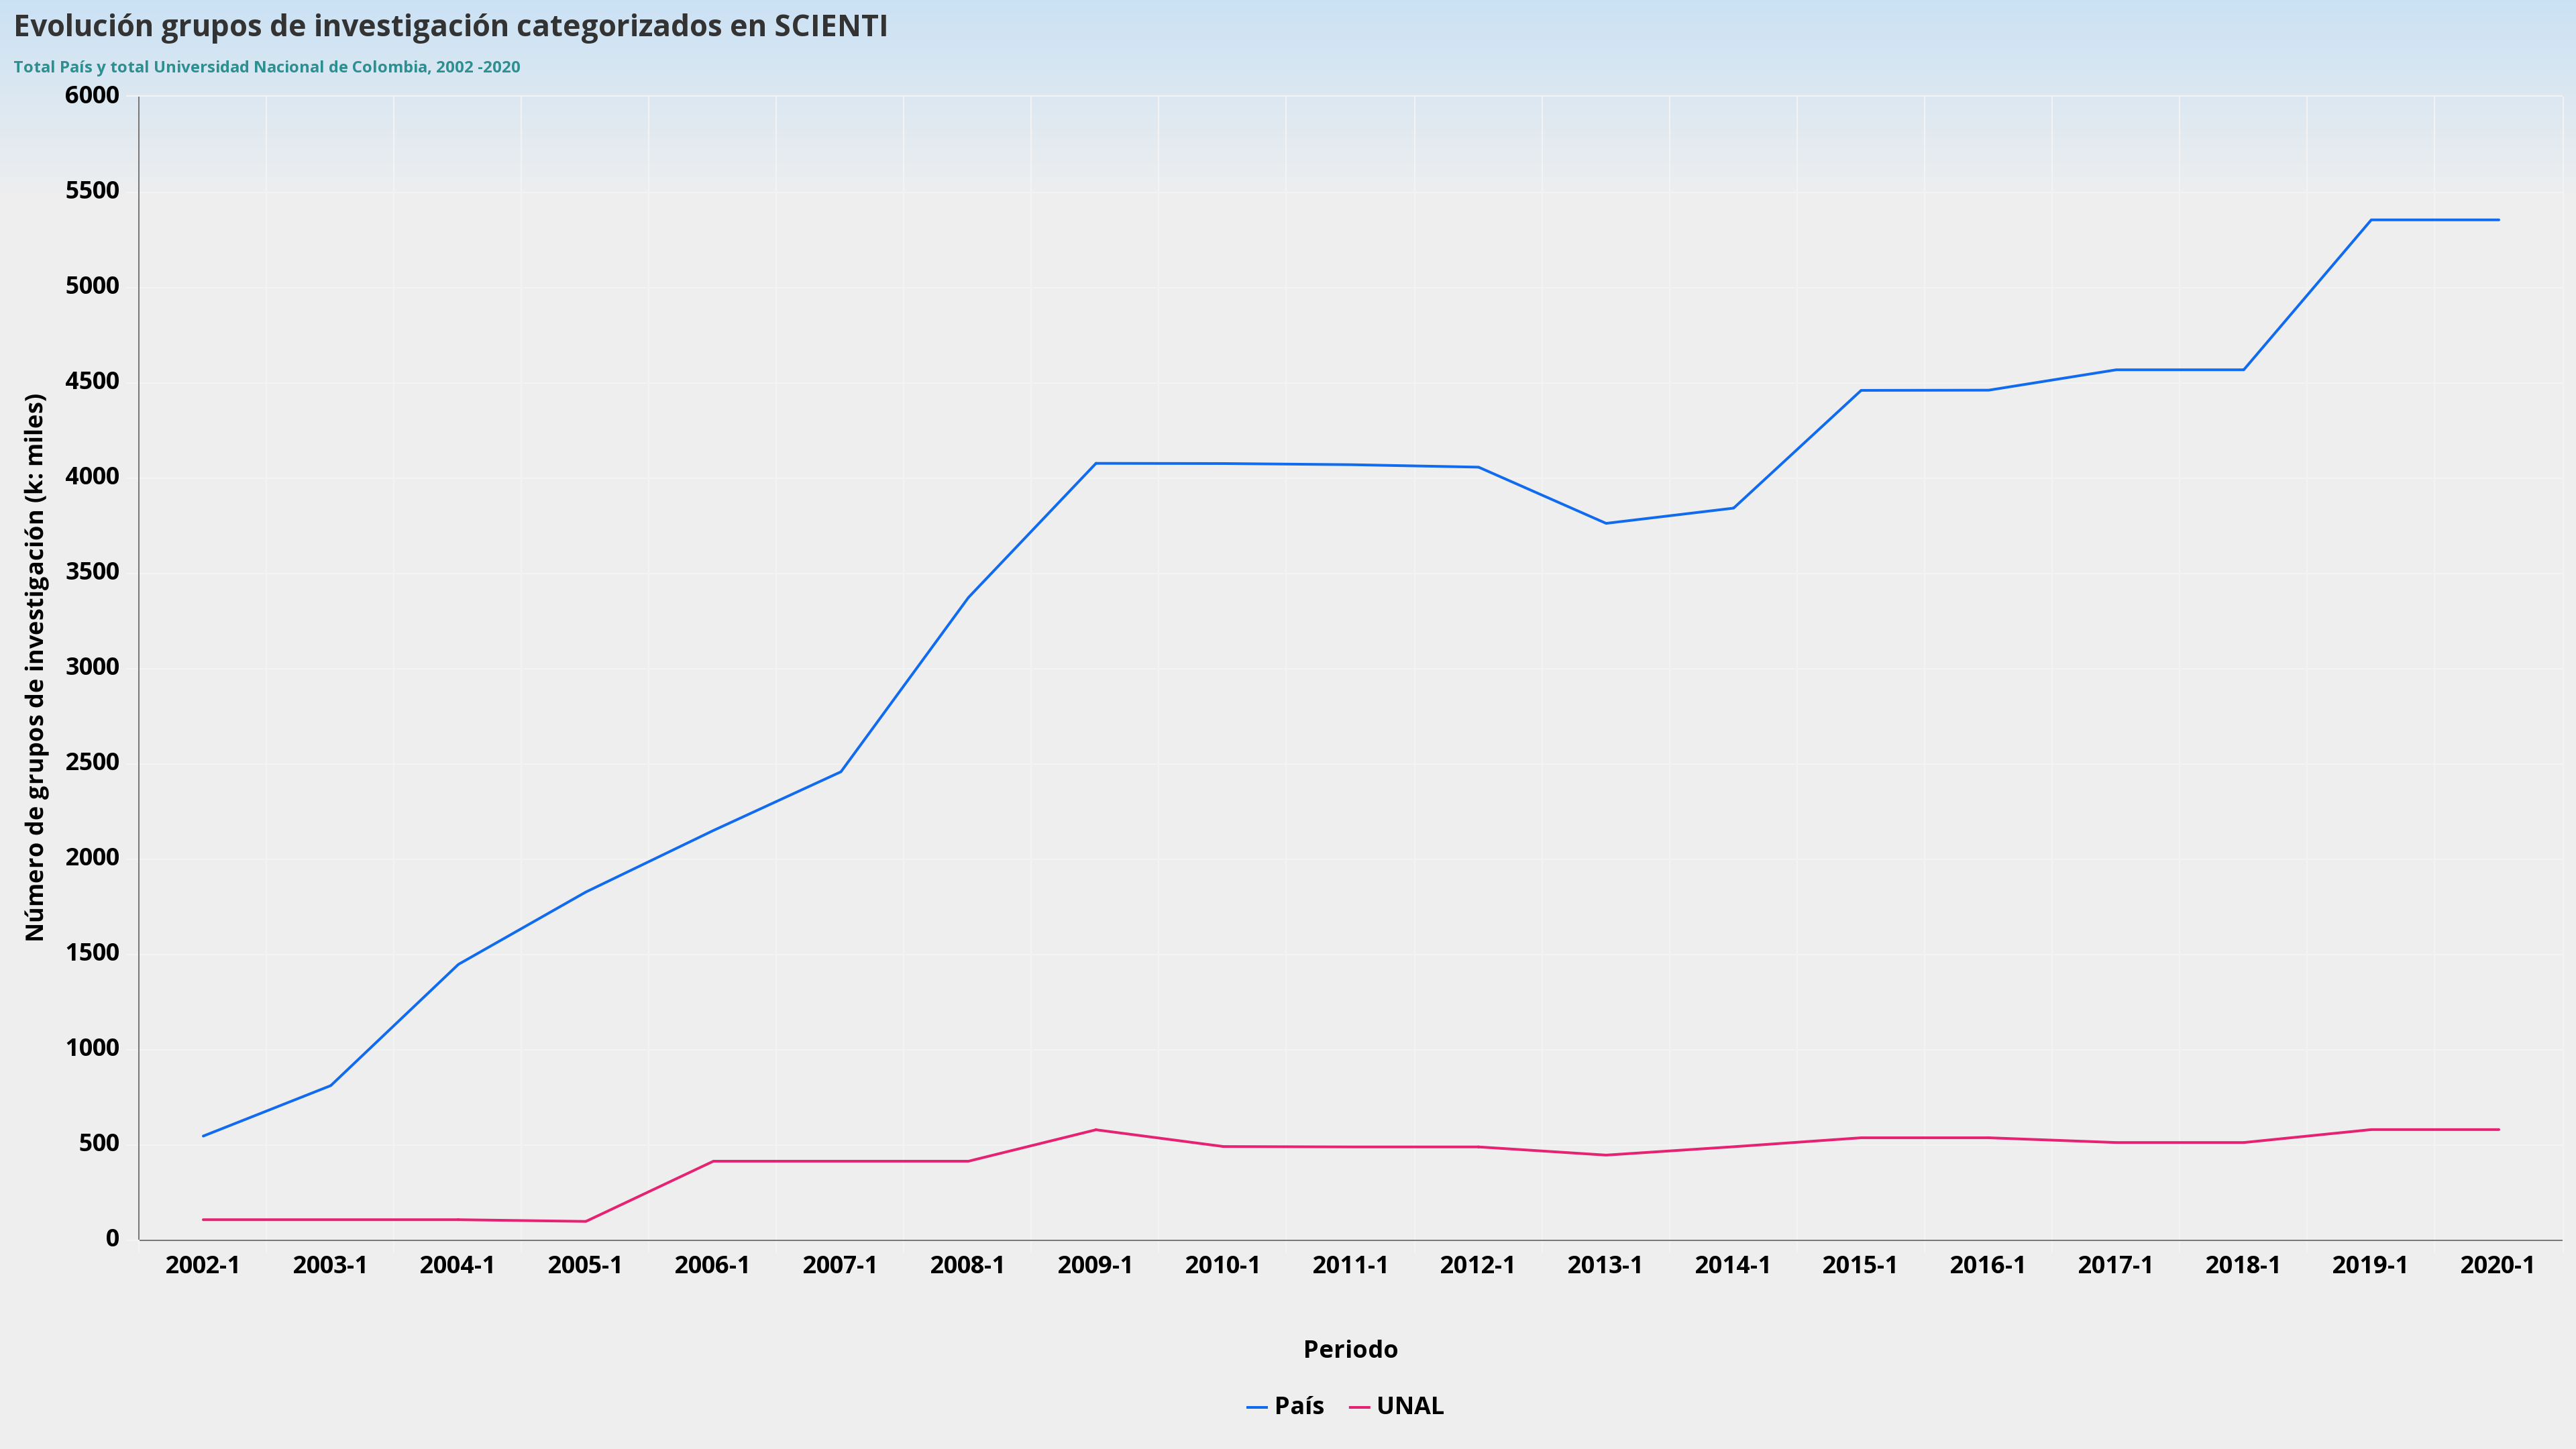 Evolución grupos de investigación categorizados en SCIENTI
Total País y total Universidad Nacional de Colombia, 2002 -2020
Número de grupos de investigación (k: miles)
6000
5500
5000
4500
4000
3500
3000
2500
2000
1500
1000
500
0
2002-1 2003-1 2004-1 2005-1 2006-1 2007-1 2008-1 2009-1 2010-1 2011-1 2012-1 2013-1 2014-1 2015-1 2016-1 2017-1 2018-1 2019-1 2020-1
Periodo
País UNAL